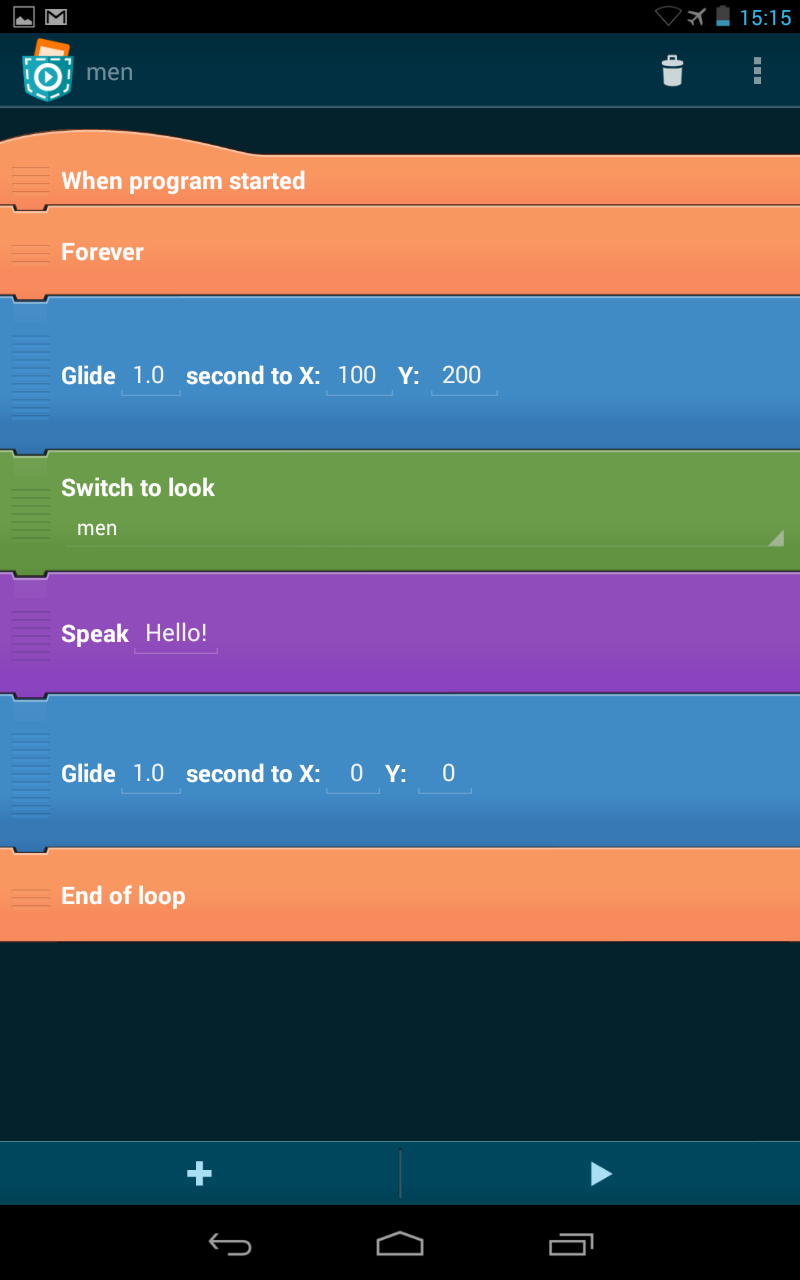 15:15
men
When program started
Forever
Glide 1.0 second to X: 100 Y: 200
Switch to look
men
Speak Hello!
Glide 1.0 second to X: 0 Y: 0
End of loop